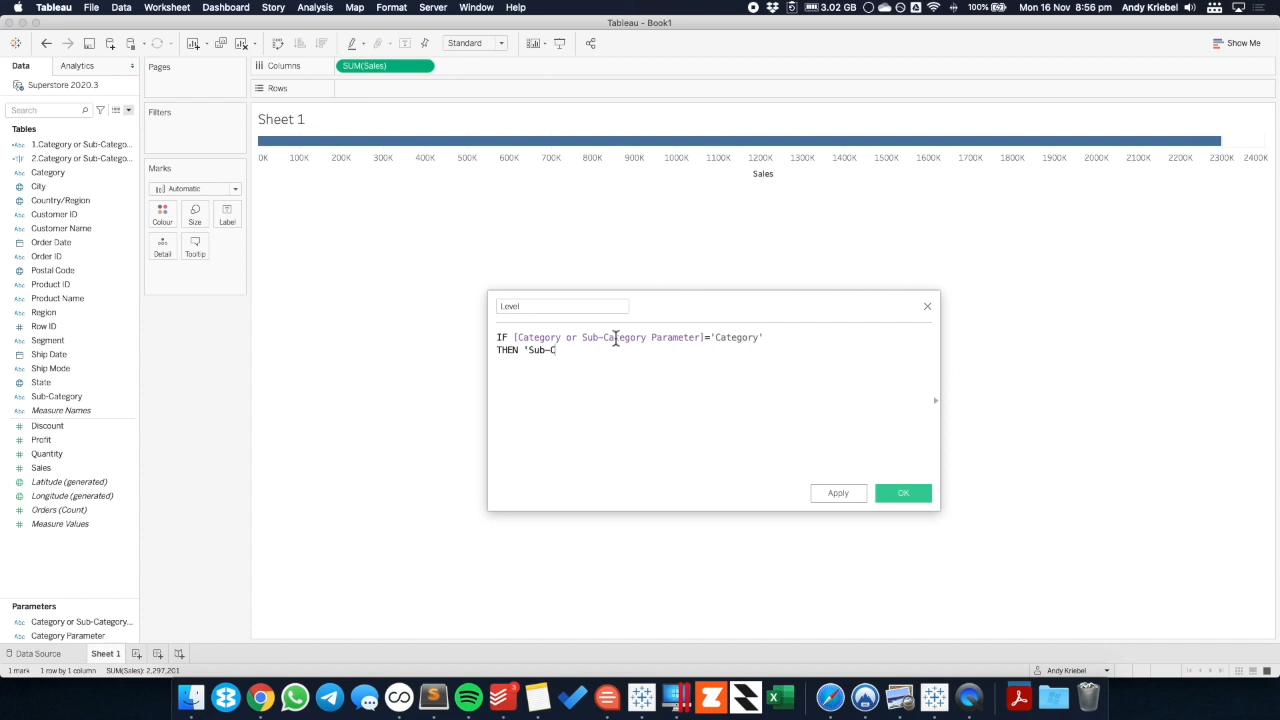 Tableau File Data Worksheet Dashboard Story Analysis Map Format Server Window Help 3.02 GB 100% Mon 16 Nov 8:56 pm Andy Kriebel
Tableau - Book1
Standard Show Me
Data Analytics
Pages
Columns SUM(Sales)
Superstore 2020.3
Rows
Search
Filters
Sheet 1
Tables
1.Category or Sub-Catego...
2.Category or Sub-Catego...
Category
City
Country/Region
Customer ID
Customer Name
Order Date
Order ID
Postal Code
Product ID
Product Name
Region
Row ID
Segment
Ship Date
Ship Mode
State
Sub-Category
Measure Names
Discount
Profit
Quantity
Sales
Latitude (generated)
Longitude (generated)
Orders (Count)
Measure Values
Parameters
Category or Sub-Category...
Category Parameter
Marks
Automatic
Colour Size Label
Detail Tooltip
0K 100K 200K 300K 400K 500K 600K 700K 800K 900K 1000K 1100K 1200K 1300K 1400K 1500K 1600K 1700K 1800K 1900K 2000K 2100K 2200K 2300K 2400K
Sales
Level
IF [Category or Sub-Category Parameter]='Category'
THEN 'Sub-C
Apply OK
Data Source Sheet 1
1 mark 1 row by 1 column SUM(Sales): 2,297,201 Andy Kriebel